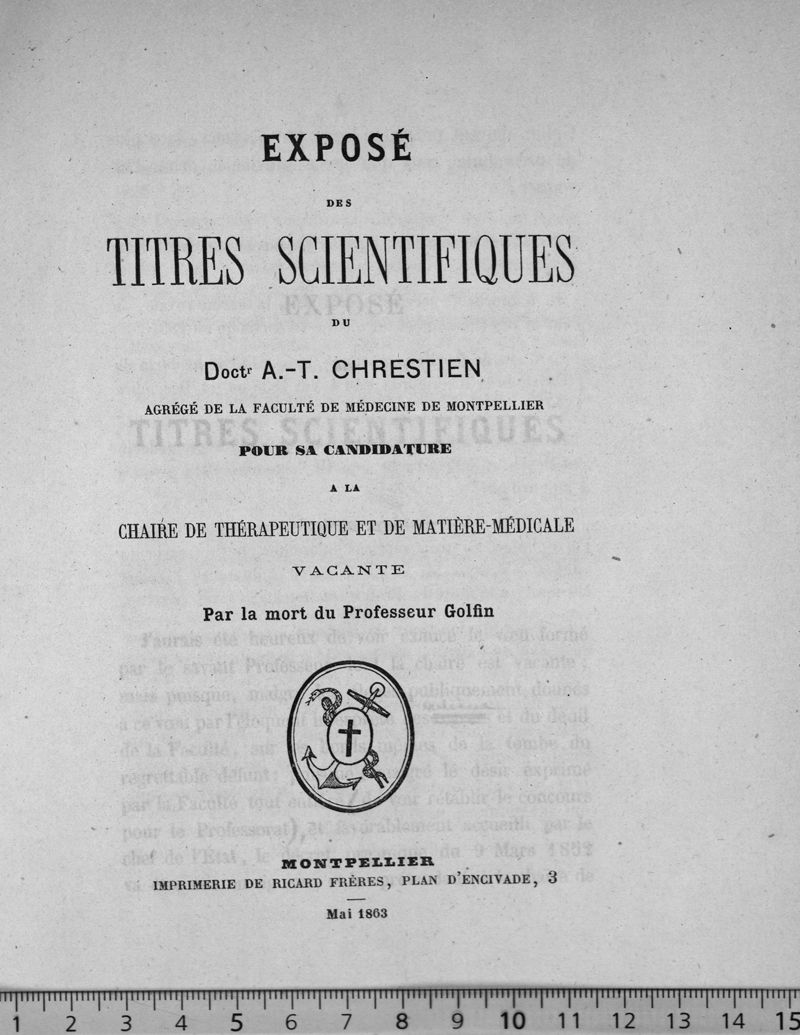 EXPOSÉ
DES
TITRES SCIENTIFIQUES
DU
Doctr A.-T. CHRESTIEN
AGRÉGÉ DE LA FACULTÉ DE MÉDECINE DE MONTPELLIER
POUR SA CANDIDATURE
A LA
CHAIRE DE THÉRAPEUTIQUE ET DE MATIÈRE-MÉDICALE
VACANTE
Par la mort du Professeur Golfin
MONTPELLIER
IMPRIMERIE DE RICARD FRÈRES, PLAN D'ENCIVADE, 3
Mai 1863
1 2 3 4 5 6 7 8 9 10 11 12 13 14 15